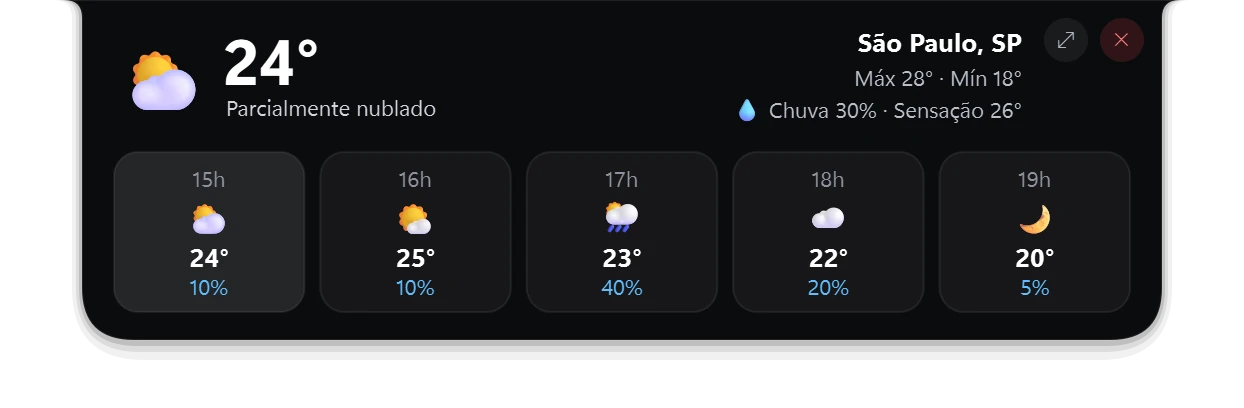 24°
Parcialmente nublado
São Paulo, SP
Máx 28° · Mín 18°
Chuva 30% · Sensação 26°
15h
24°
10%
16h
25°
10%
17h
23°
40%
18h
22°
20%
19h
20°
5%